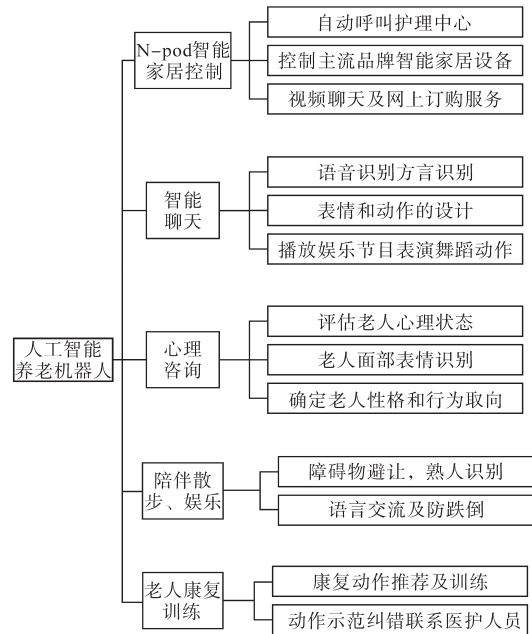 人工智能
养老机器人
N-pod智能
家居控制
自动呼叫护理中心
控制主流品牌智能家居设备
视频聊天及网上订购服务
智能
聊天
语音识别方言识别
表情和动作的设计
播放娱乐节目表演舞蹈动作
心理
咨询
评估老人心理状态
老人面部表情识别
确定老人性格和行为取向
陪伴散
步、娱乐
障碍物避让，熟人识别
语言交流及防跌倒
老人康复
训练
康复动作推荐及训练
动作示范纠错联系医护人员